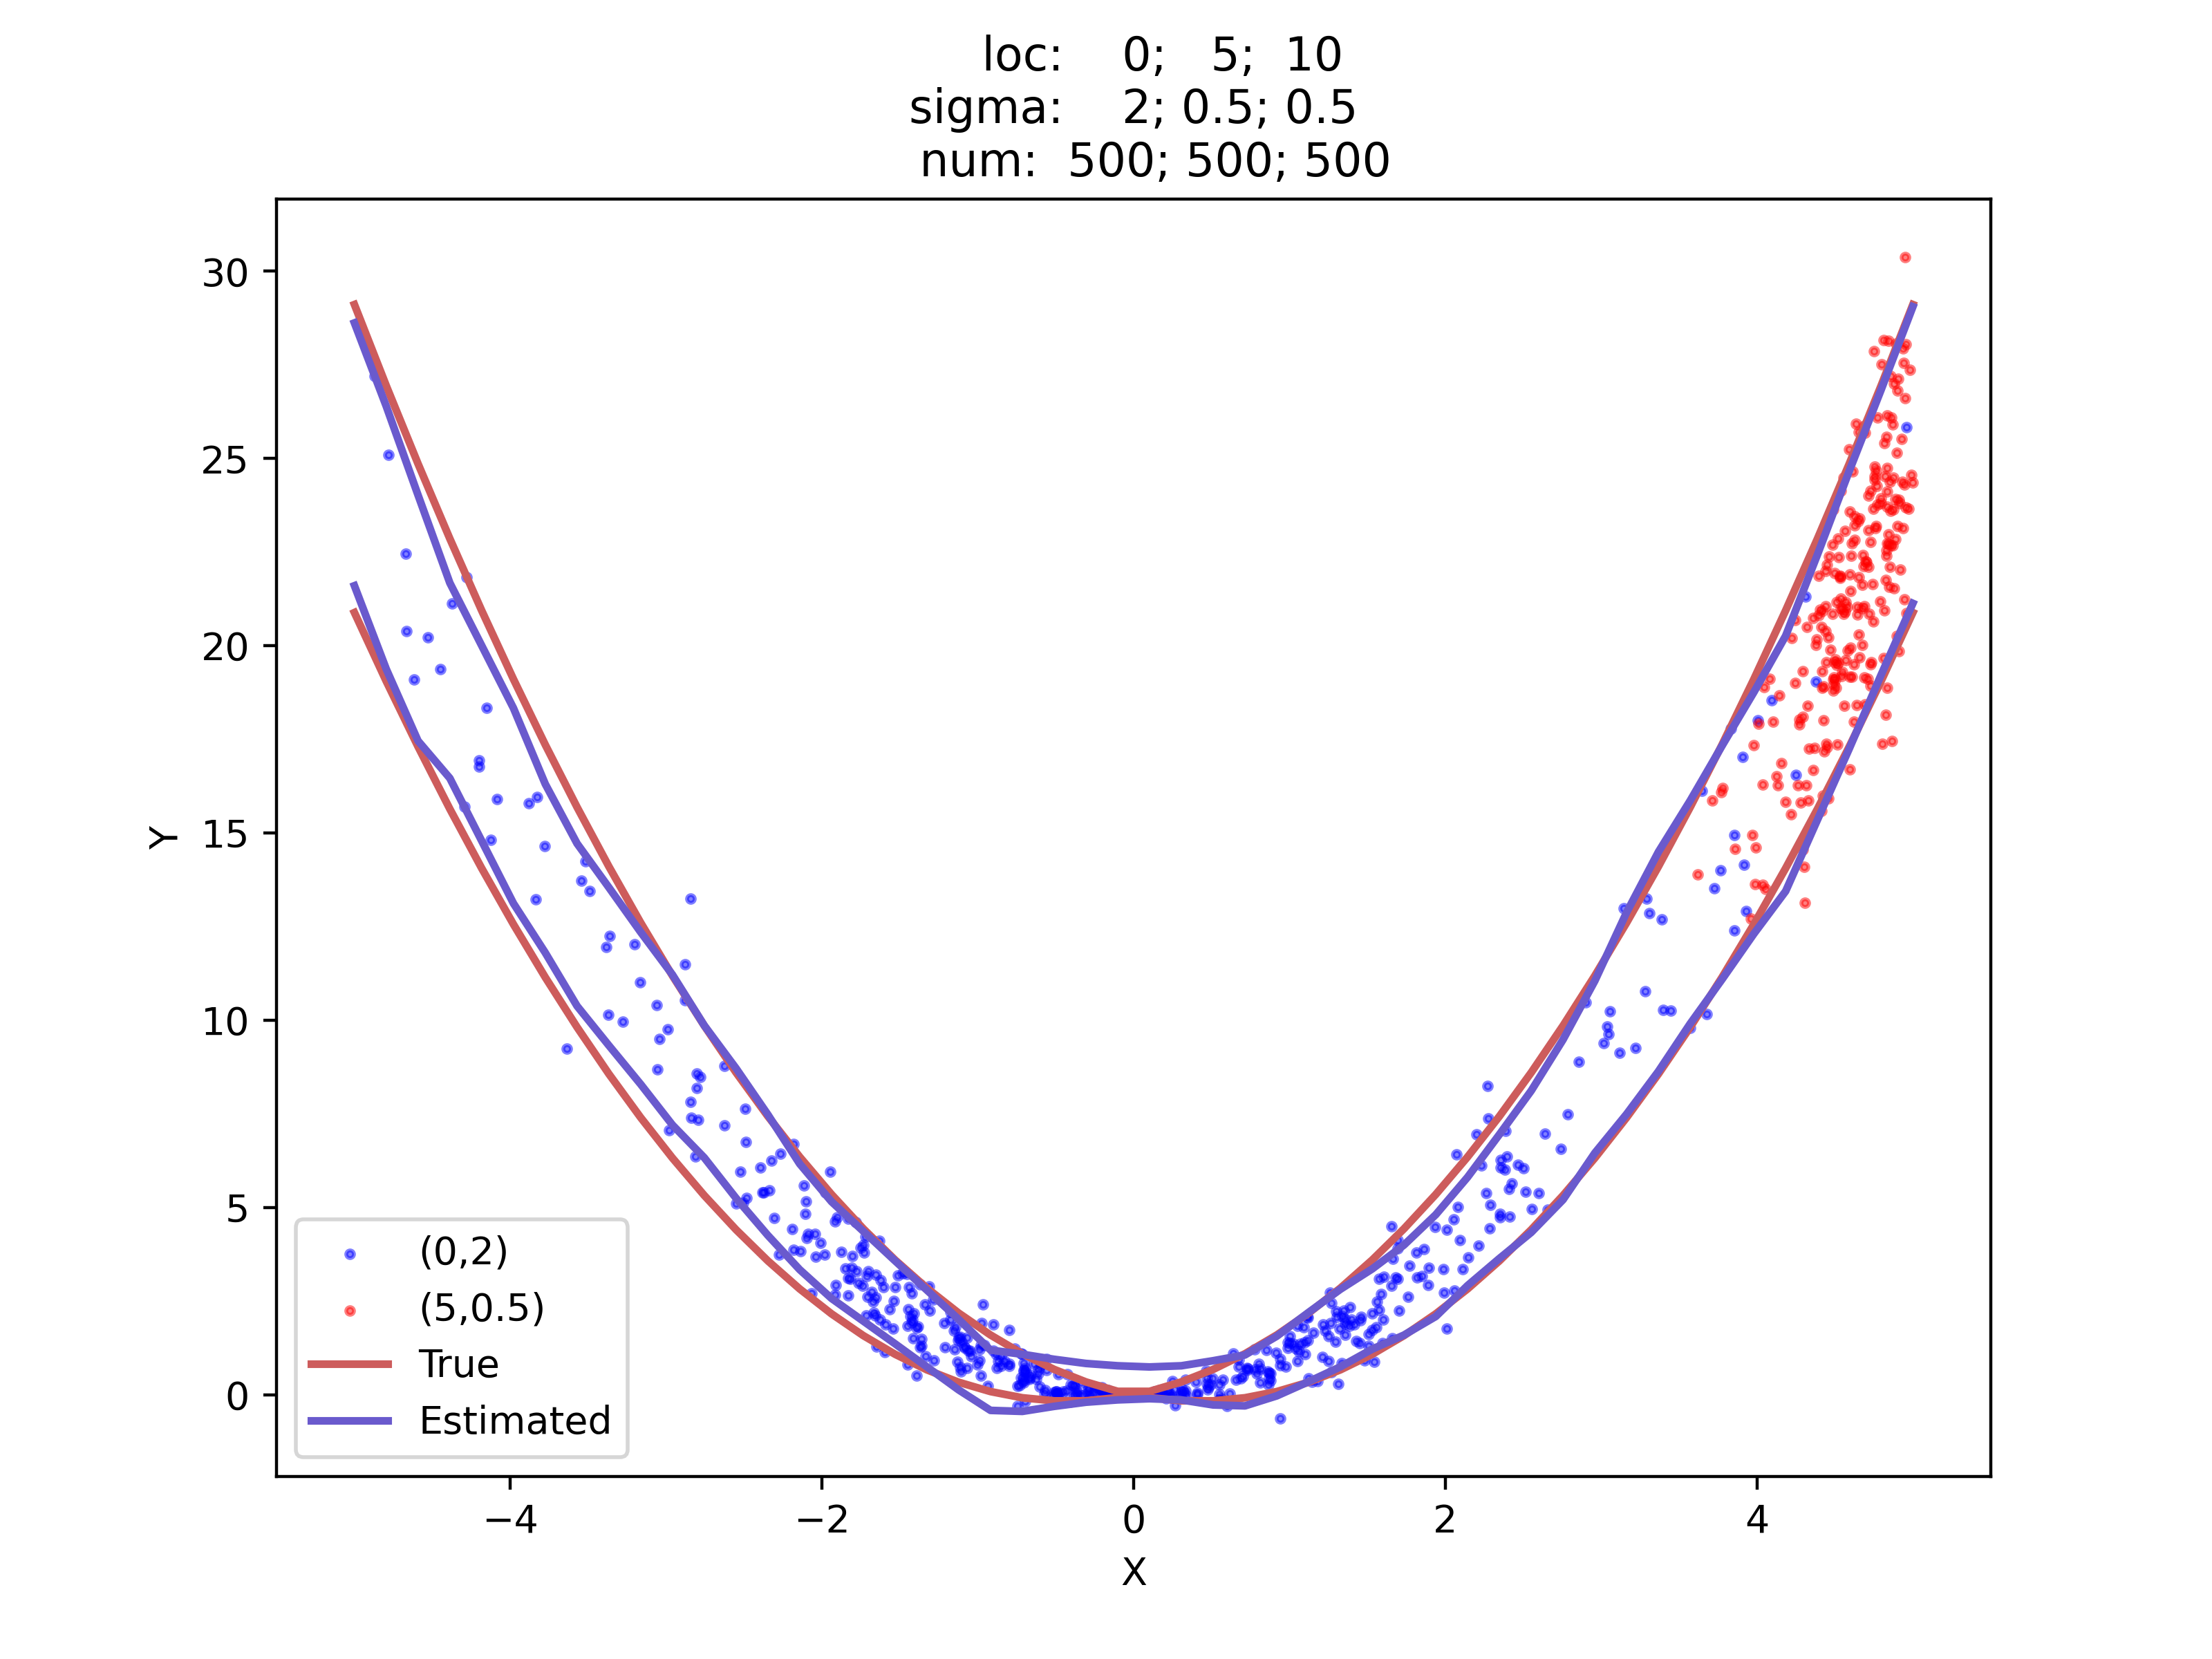 loc: 0; 5; 10
sigma: 2; 0.5; 0.5
num: 500; 500; 500
30
25
20
15
10
5
0
Y
(0,2)
(5,0.5)
True
Estimated
−4 −2 0 2 4
X